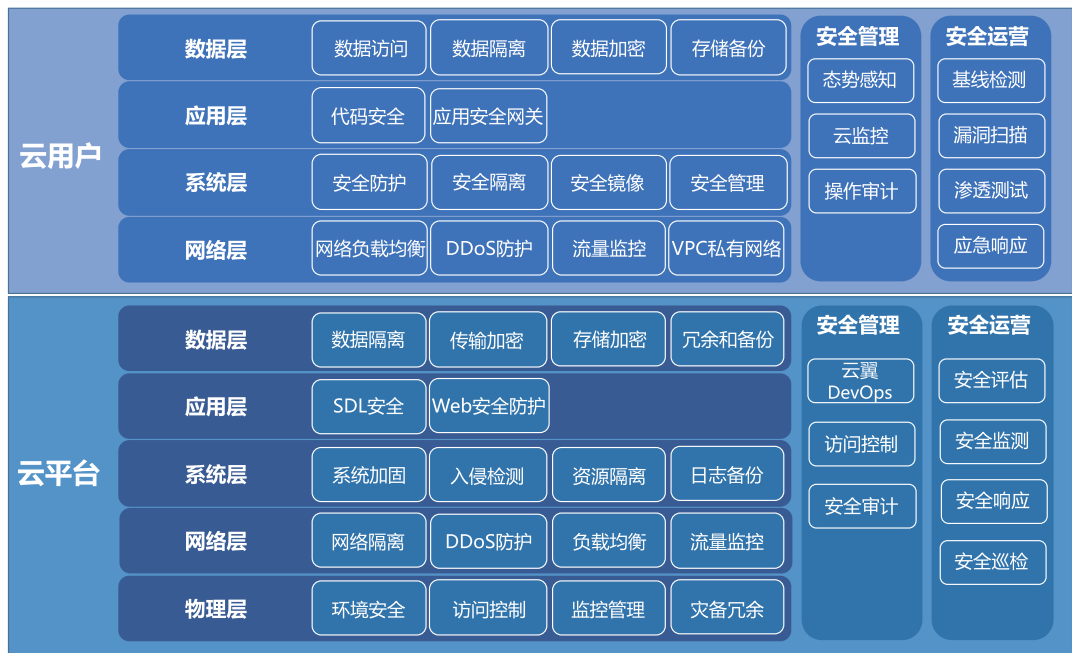 云用户
数据层
数据访问
数据隔离
数据加密
存储备份
应用层
代码安全
应用安全网关
系统层
安全防护
安全隔离
安全镜像
安全管理
网络层
网络负载均衡
DDoS防护
流量监控
VPC私有网络
安全管理
态势感知
云监控
操作审计
安全运营
基线检测
漏洞扫描
渗透测试
应急响应
云平台
数据层
数据隔离
传输加密
存储加密
冗余和备份
应用层
SDL安全
Web安全防护
系统层
系统加固
入侵检测
资源隔离
日志备份
网络层
网络隔离
DDoS防护
负载均衡
流量监控
物理层
环境安全
访问控制
监控管理
灾备冗余
安全管理
云翼
DevOps
访问控制
安全审计
安全运营
安全评估
安全监测
安全响应
安全巡检